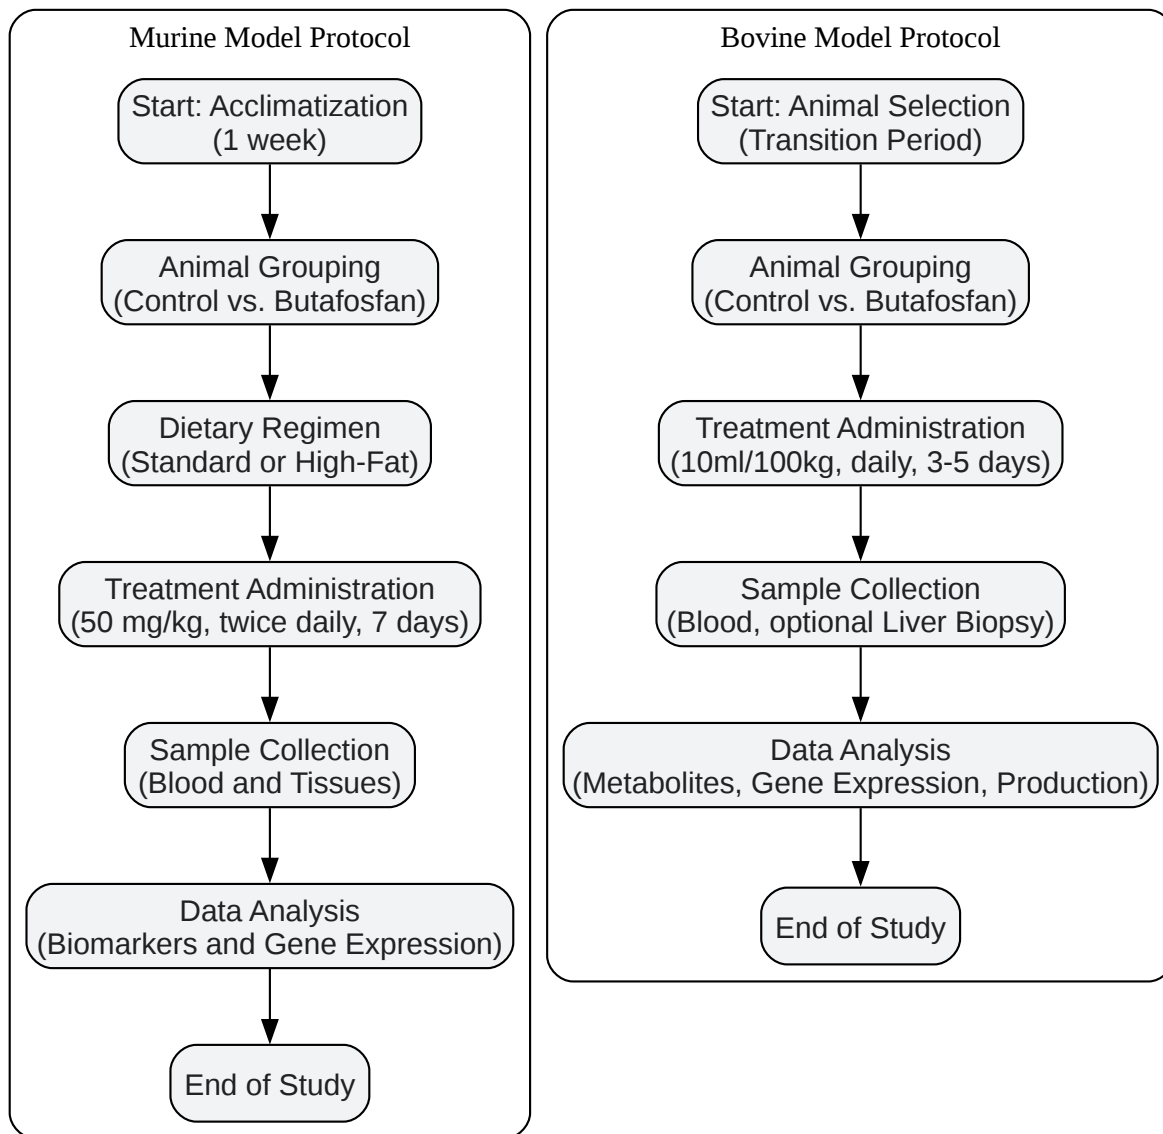 Murine Model Protocol
Start: Acclimatization
(1 week)
Animal Grouping
(Control vs. Butafosfan)
Dietary Regimen
(Standard or High-Fat)
Treatment Administration
(50 mg/kg, twice daily, 7 days)
Sample Collection
(Blood and Tissues)
Data Analysis
(Biomarkers and Gene Expression)
End of Study
Bovine Model Protocol
Start: Animal Selection
(Transition Period)
Animal Grouping
(Control vs. Butafosfan)
Treatment Administration
(10ml/100kg, daily, 3-5 days)
Sample Collection
(Blood, optional Liver Biopsy)
Data Analysis
(Metabolites, Gene Expression, Production)
End of Study